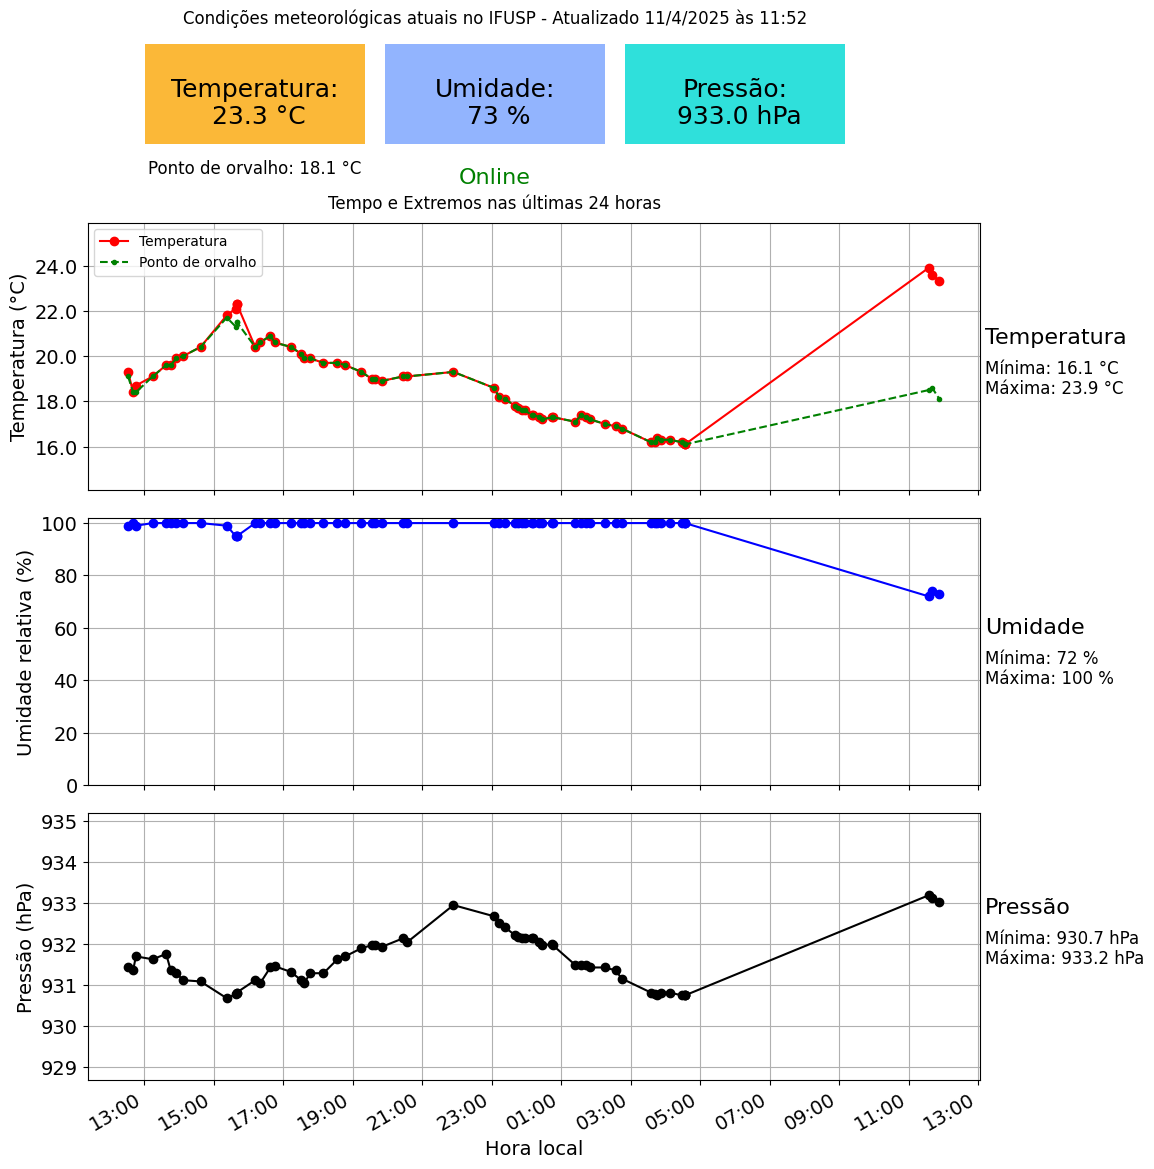 Condições meteorológicas atuais no IFUSP - Atualizado 11/4/2025 às 11:52
Temperatura:
23.3 °C
Umidade:
73 %
Pressão:
933.0 hPa
Ponto de orvalho: 18.1 °C
Online
Tempo e Extremos nas últimas 24 horas
Temperatura
Ponto de orvalho
Temperatura (°C)
24.0
22.0
20.0
18.0
16.0
Temperatura
Mínima: 16.1 °C
Máxima: 23.9 °C
Umidade relativa (%)
100
80
60
40
20
0
Umidade
Mínima: 72 %
Máxima: 100 %
Pressão (hPa)
935
934
933
932
931
930
929
Pressão
Mínima: 930.7 hPa
Máxima: 933.2 hPa
13:00
15:00
17:00
19:00
21:00
23:00
01:00
03:00
05:00
07:00
09:00
11:00
13:00
Hora local